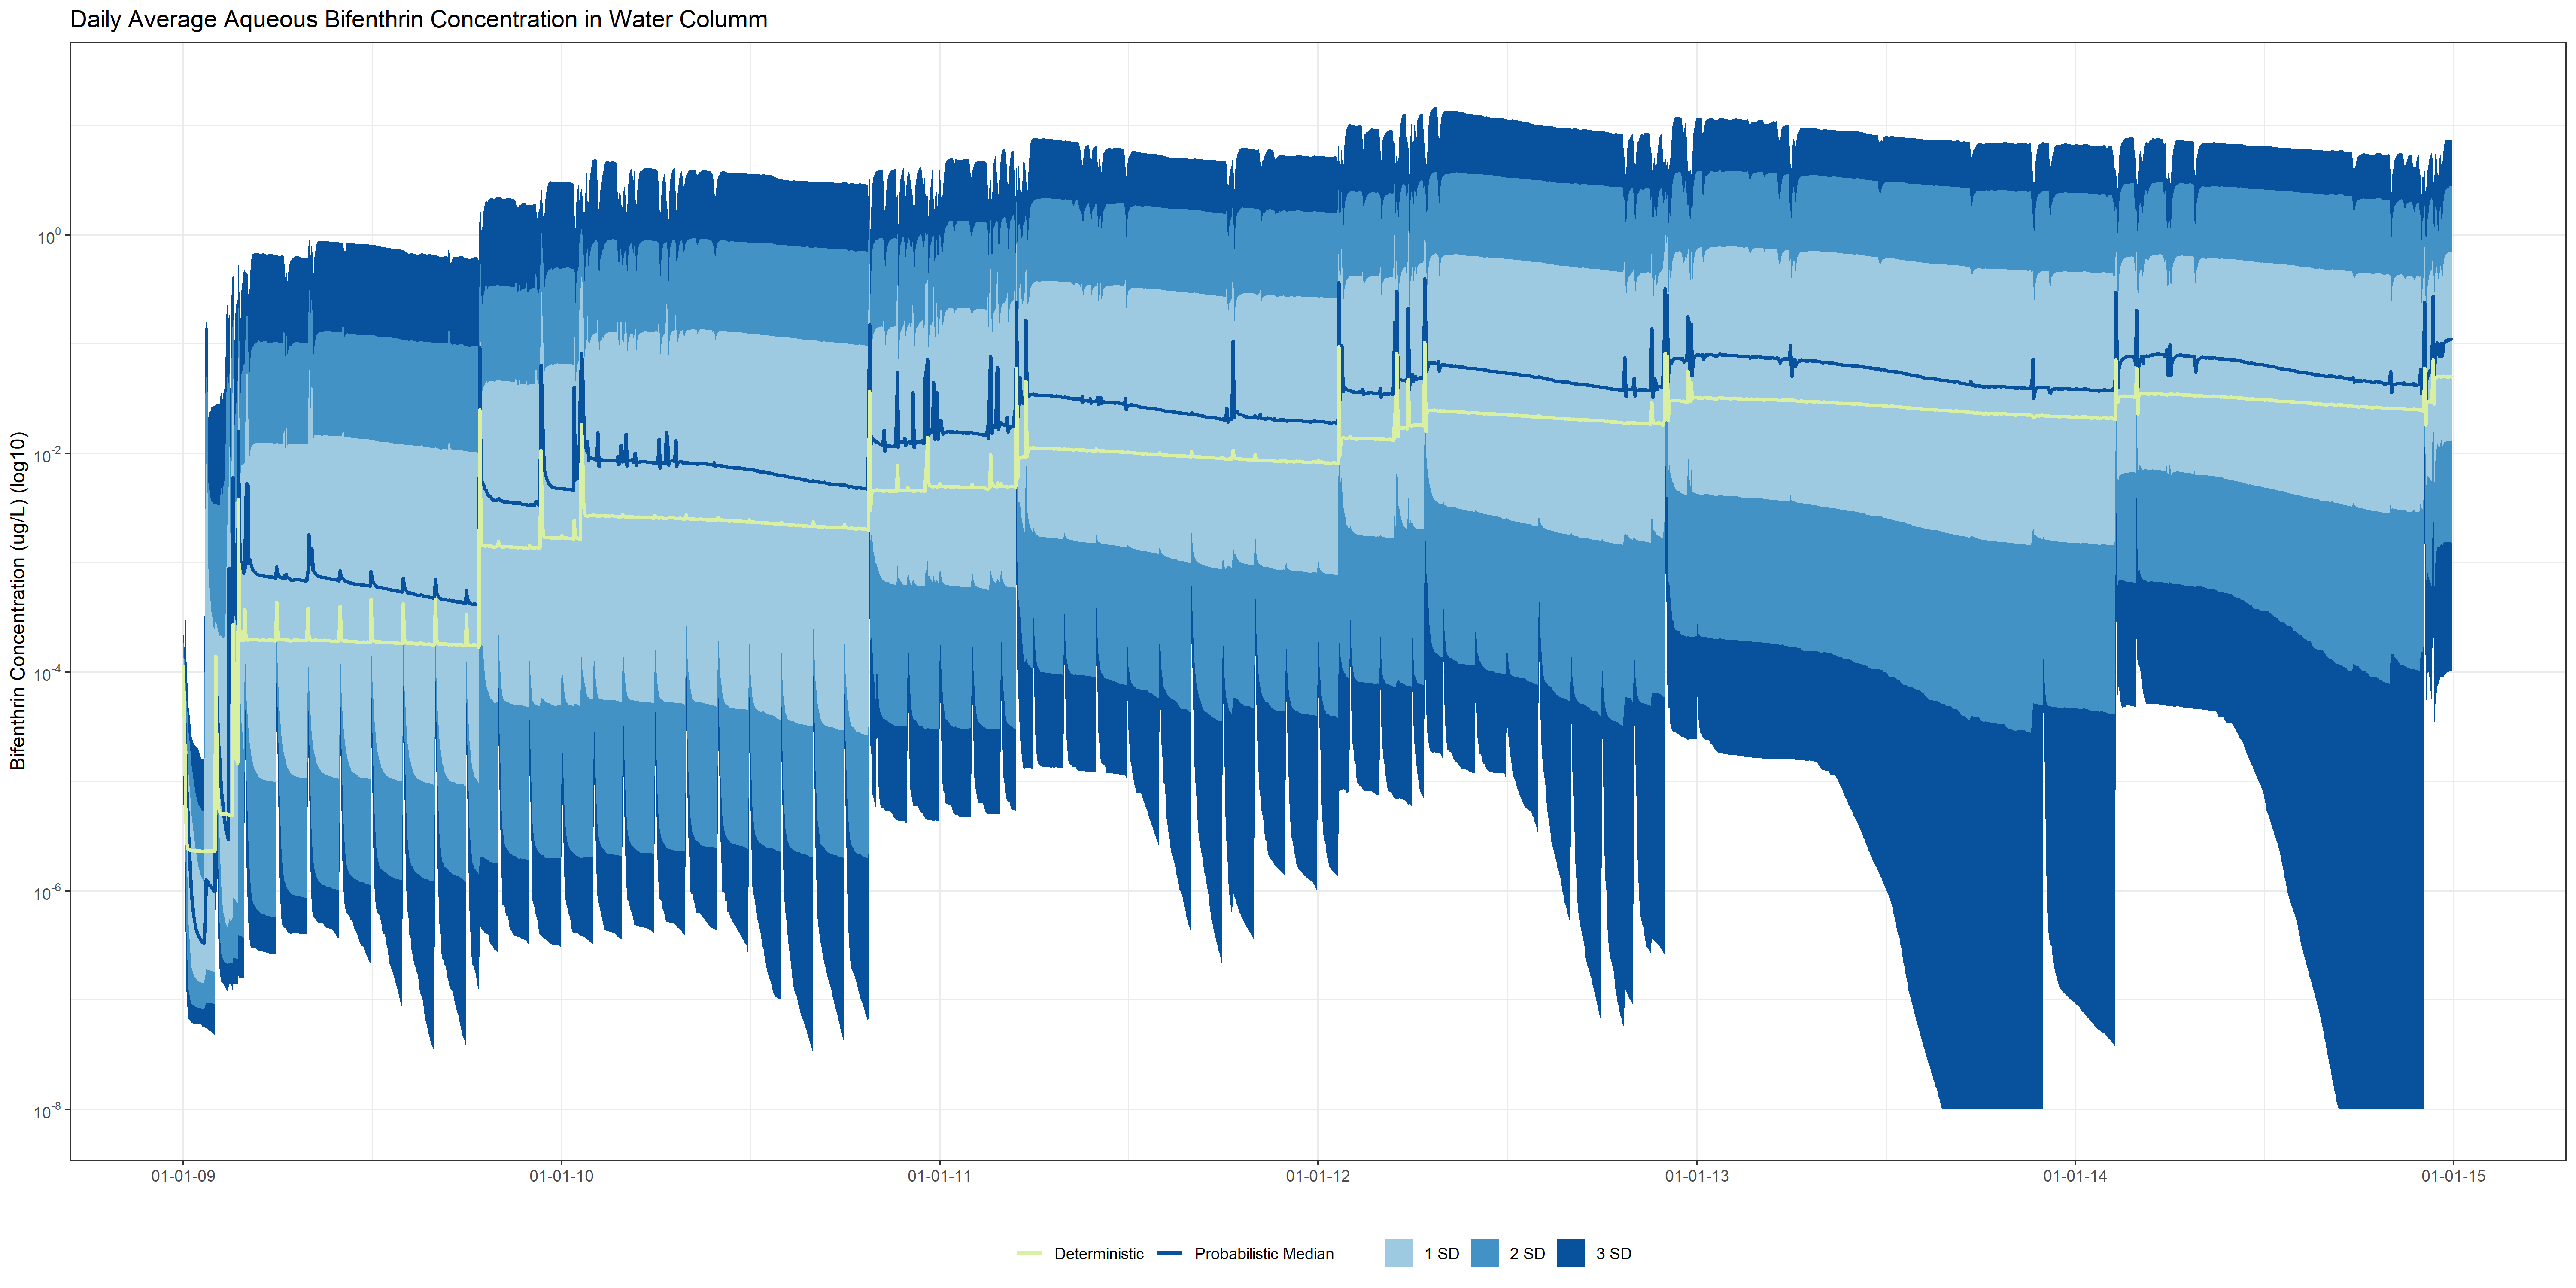 Daily Average Aqueous Bifenthrin Concentration in Water Columm
Bifenthrin Concentration (ug/L) (log10)
10^0
10^-2
10^-4
10^-6
10^-8
01-01-09
01-01-10
01-01-11
01-01-12
01-01-13
01-01-14
01-01-15
Deterministic
Probabilistic Median
1 SD
2 SD
3 SD